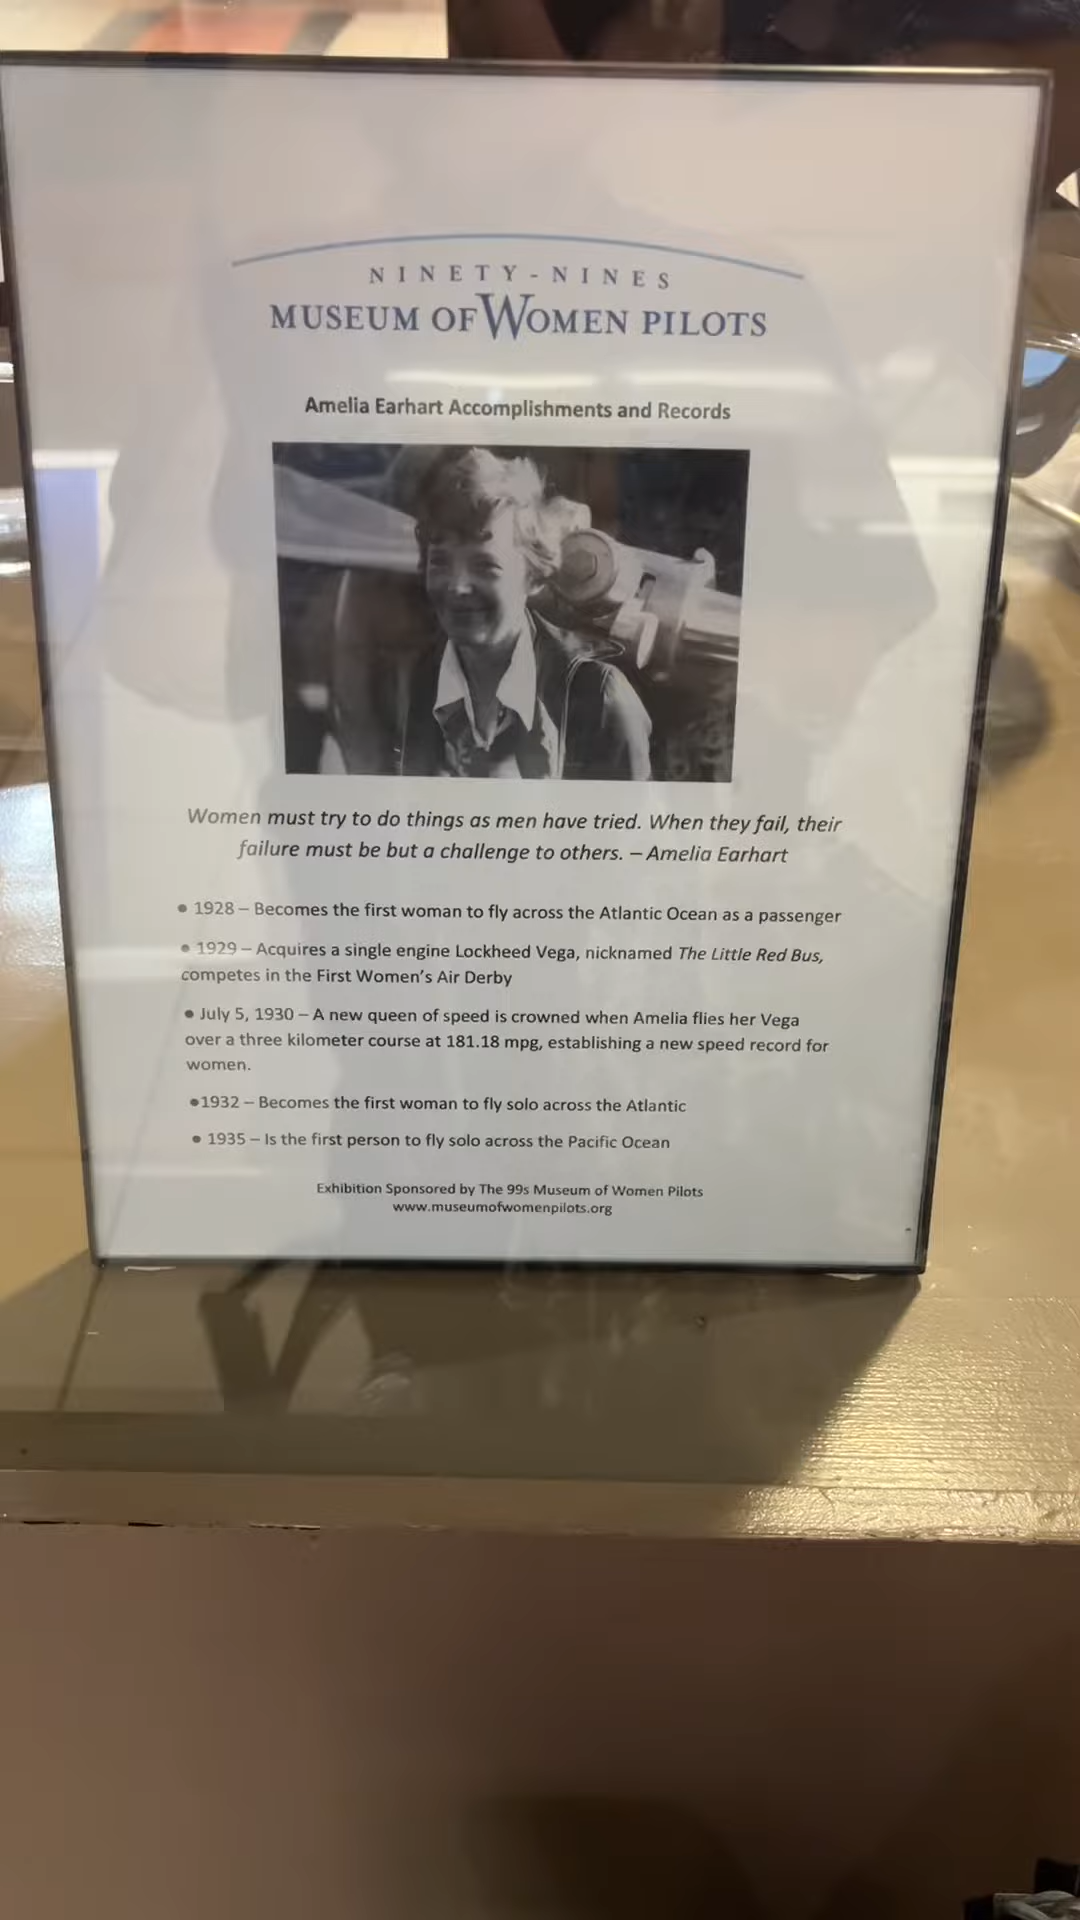 NINETY-NINES
MUSEUM OF WOMEN PILOTS
Amelia Earhart Accomplishments and Records
Women must try to do things as men have tried. When they fail, their
failure must be but a challenge to others. – Amelia Earhart
• 1928 – Becomes the first woman to fly across the Atlantic Ocean as a passenger
• 1929 – Acquires a single engine Lockheed Vega, nicknamed The Little Red Bus,
competes in the First Women's Air Derby
• July 5, 1930 – A new queen of speed is crowned when Amelia flies her Vega
over a three kilometer course at 181.18 mpg, establishing a new speed record for
women.
•1932 – Becomes the first woman to fly solo across the Atlantic
• 1935 – Is the first person to fly solo across the Pacific Ocean
Exhibition Sponsored by The 99s Museum of Women Pilots
www.museumofwomenpilots.org